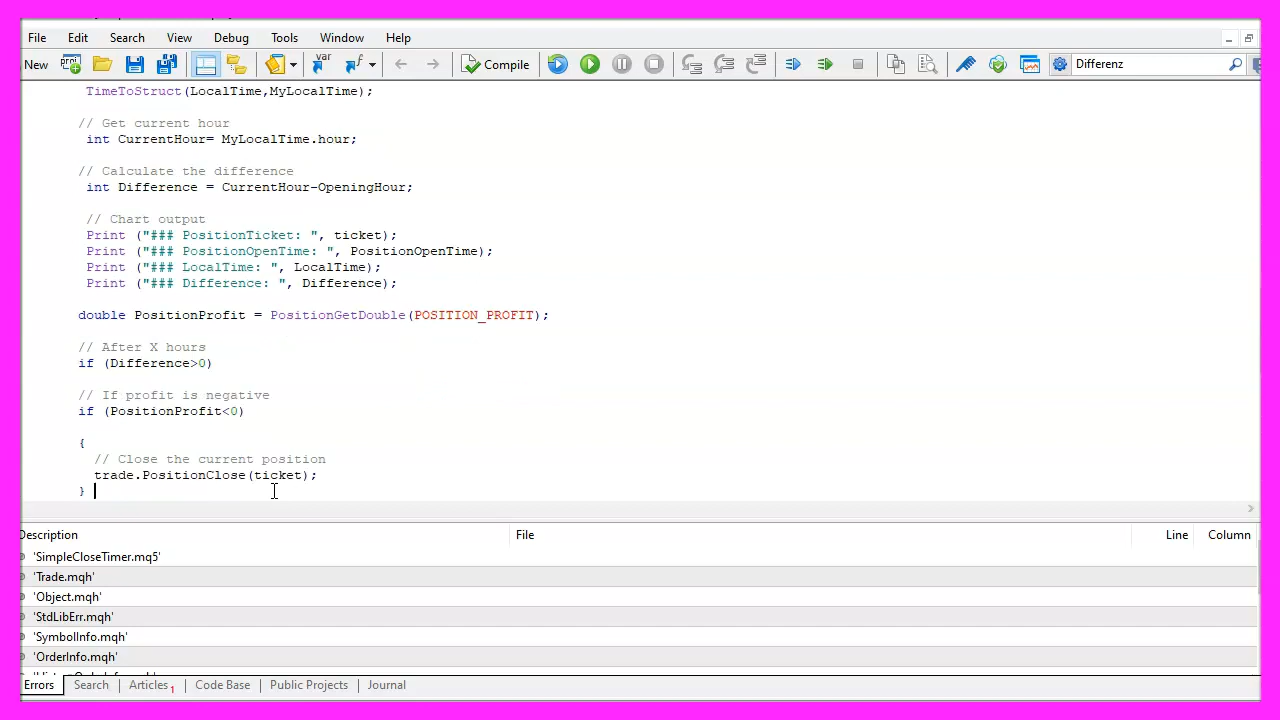 File Edit Search View Debug Tools Window Help
New Compile Differenz
TimeToStruct(LocalTime,MyLocalTime);
// Get current hour
int CurrentHour= MyLocalTime.hour;
// Calculate the difference
int Difference = CurrentHour-OpeningHour;
// Chart output
Print ("### PositionTicket: ", ticket);
Print ("### PositionOpenTime: ", PositionOpenTime);
Print ("### LocalTime: ", LocalTime);
Print ("### Difference: ", Difference);
double PositionProfit = PositionGetDouble(POSITION_PROFIT);
// After X hours
if (Difference>0)
// If profit is negative
if (PositionProfit<0)
{
// Close the current position
trade.PositionClose(ticket);
}
Description File Line Column
'SimpleCloseTimer.mq5'
'Trade.mqh'
'Object.mqh'
'StdLibErr.mqh'
'SymbolInfo.mqh'
'OrderInfo.mqh'
Errors Search Articles 1 Code Base Public Projects Journal